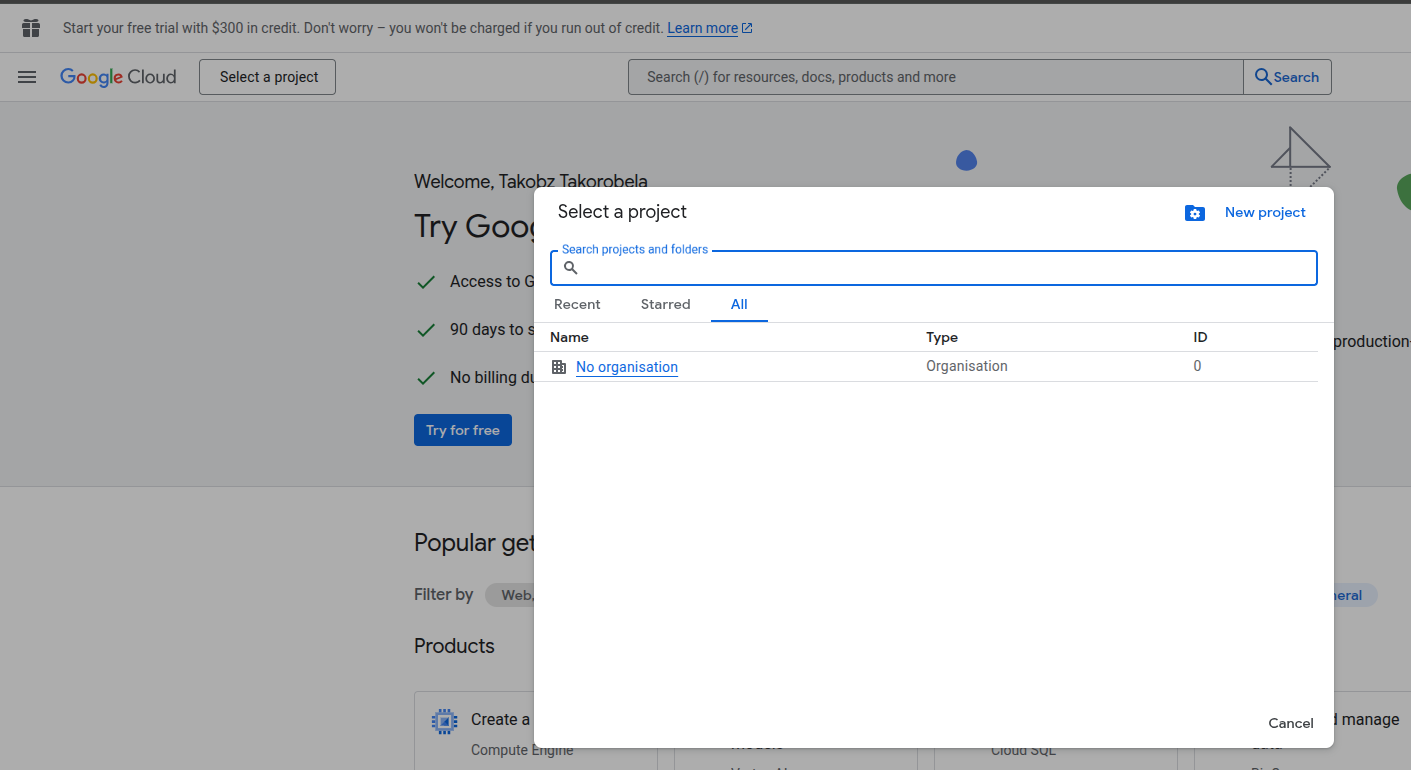 Start your free trial with $300 in credit. Don't worry – you won't be charged if you run out of credit. Learn more
Google Cloud
Select a project
Search (/) for resources, docs, products and more
Search
Welcome, Takobz Takorobela
Try Goog
Access to G
90 days to s
No billing du
Try for free
production-
Select a project
New project
Search projects and folders
Recent
Starred
All
Name
Type
ID
No organisation
Organisation
0
Cancel
Popular get
Filter by
Web,
neral
Products
Create a
Compute Engine
Cloud SQL
d manage